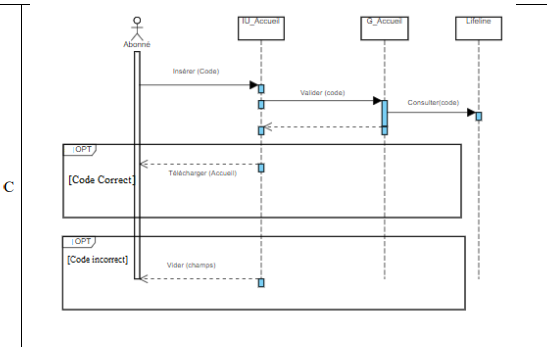 IU_Accueil
G_Accueil
Lifeline
Abonné
Insérer (Code)
Valider (code)
Consulter(code)
OPT
Télécharger (Accueil)
[Code Correct]
C
OPT
[Code incorrect]
Vider (champs)